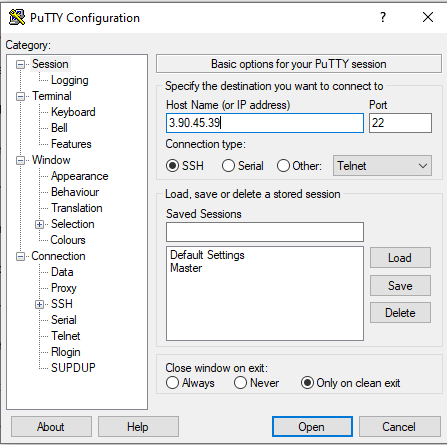 PuTTY Configuration
? ×
Category:
Session
Logging
Terminal
Keyboard
Bell
Features
Window
Appearance
Behaviour
Translation
Selection
Colours
Connection
Data
Proxy
SSH
Serial
Telnet
Rlogin
SUPDUP
Basic options for your PuTTY session
Specify the destination you want to connect to
Host Name (or IP address) Port
3.90.45.39 22
Connection type:
SSH Serial Other: Telnet
Load, save or delete a stored session
Saved Sessions
Default Settings
Master
Load
Save
Delete
Close window on exit:
Always Never Only on clean exit
About Help Open Cancel